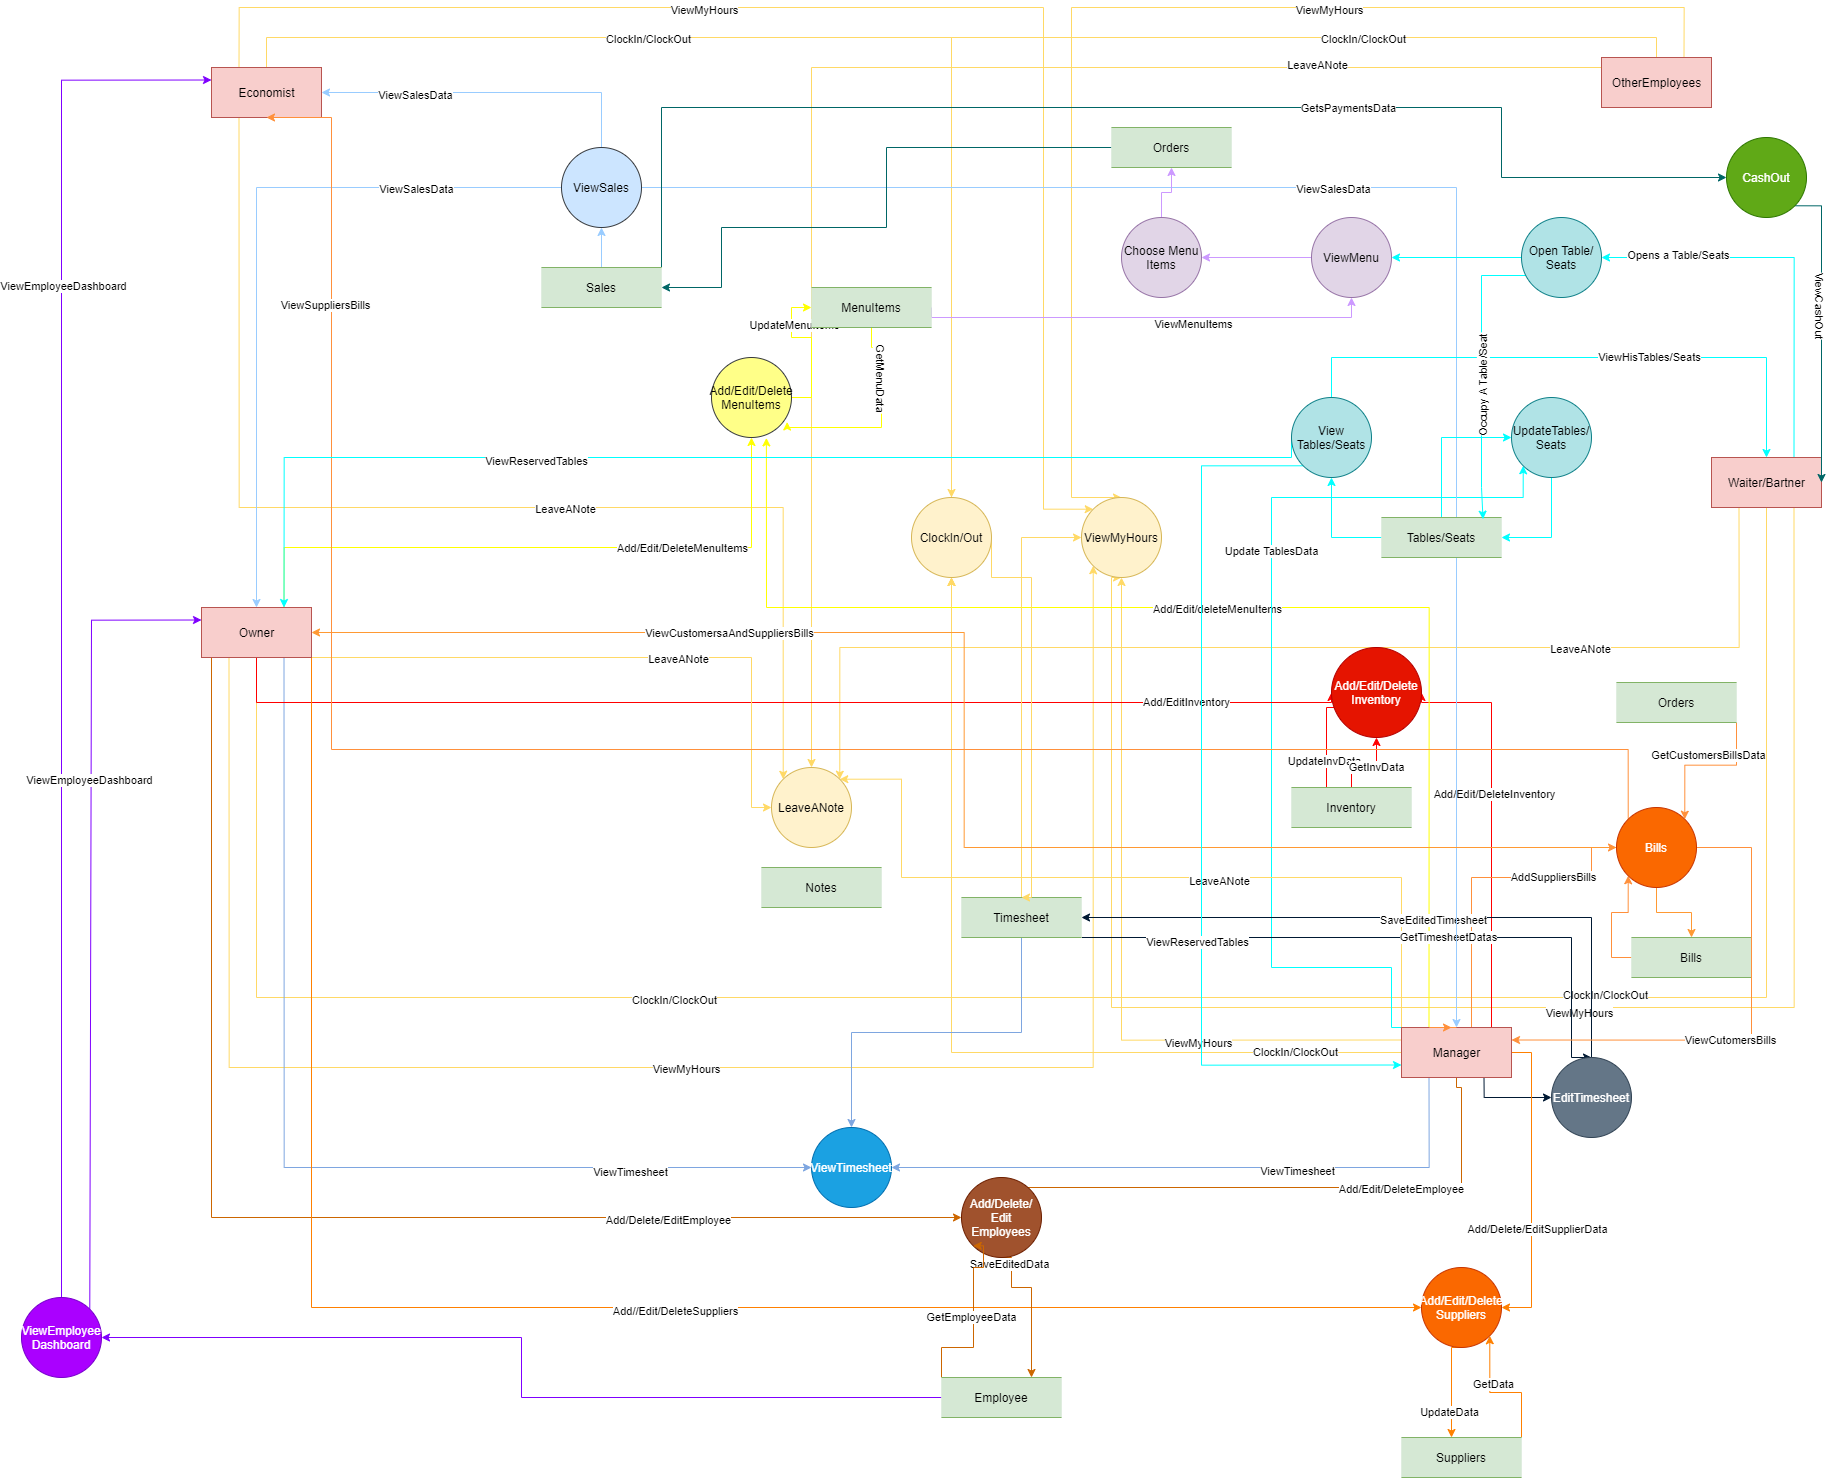 ViewMyHours
ViewMyHours
ClockIn/ClockOut
ClockIn/ClockOut
LeaveANote
OtherEmployees
Economist
ViewSalesData
GetsPaymentsData
Orders
CashOut
ViewSales
ViewSalesData
ViewSalesData
Choose Menu
Items
ViewMenu
Open Table/
Seats
Opens a Table/Seats
ViewEmployeeDashboard
ViewSuppliersBills
Sales
MenuItems
ViewCashOut
UpdateMenuItems
ViewMenuItems
GetMenuData
Occupy A Table/Seat
ViewHisTables/Seats
Add/Edit/Delete
MenuItems
View
Tables/Seats
UpdateTables/
Seats
ViewReservedTables
Waiter/Bartner
LeaveANote
ClockIn/Out
ViewMyHours
Tables/Seats
Add/Edit/DeleteMenuItems
Update TablesData
Add/Edit/deleteMenuItems
Owner
ViewCustomersaAndSuppliersBills
LeaveANote
LeaveANote
Add/Edit/Delete
Inventory
Add/EditInventory
Orders
ViewEmployeeDashboard
UpdateInvData
GetInvData
GetCustomersBillsData
Add/Edit/DeleteInventory
LeaveANote
Inventory
Bills
Notes
LeaveANote
AddSuppliersBills
Timesheet
SaveEditedTimesheet
ViewReservedTables
GetTimesheetDatas
Bills
ClockIn/ClockOut
ClockIn/ClockOut
ViewMyHours
ViewMyHours
ClockIn/ClockOut
Manager
ViewCutomersBills
ViewMyHours
EditTimesheet
ViewTimesheet
ViewTimesheet
ViewTimesheet
Add/Edit/DeleteEmployee
Add/Delete/
Edit
Employees
Add/Delete/EditEmployee
Add/Delete/EditSupplierData
SaveEditedData
Add//Edit/DeleteSuppliers
GetEmployeeData
Add/Edit/Delete
Suppliers
ViewEmployee
Dashboard
Employee
GetData
UpdateData
Suppliers